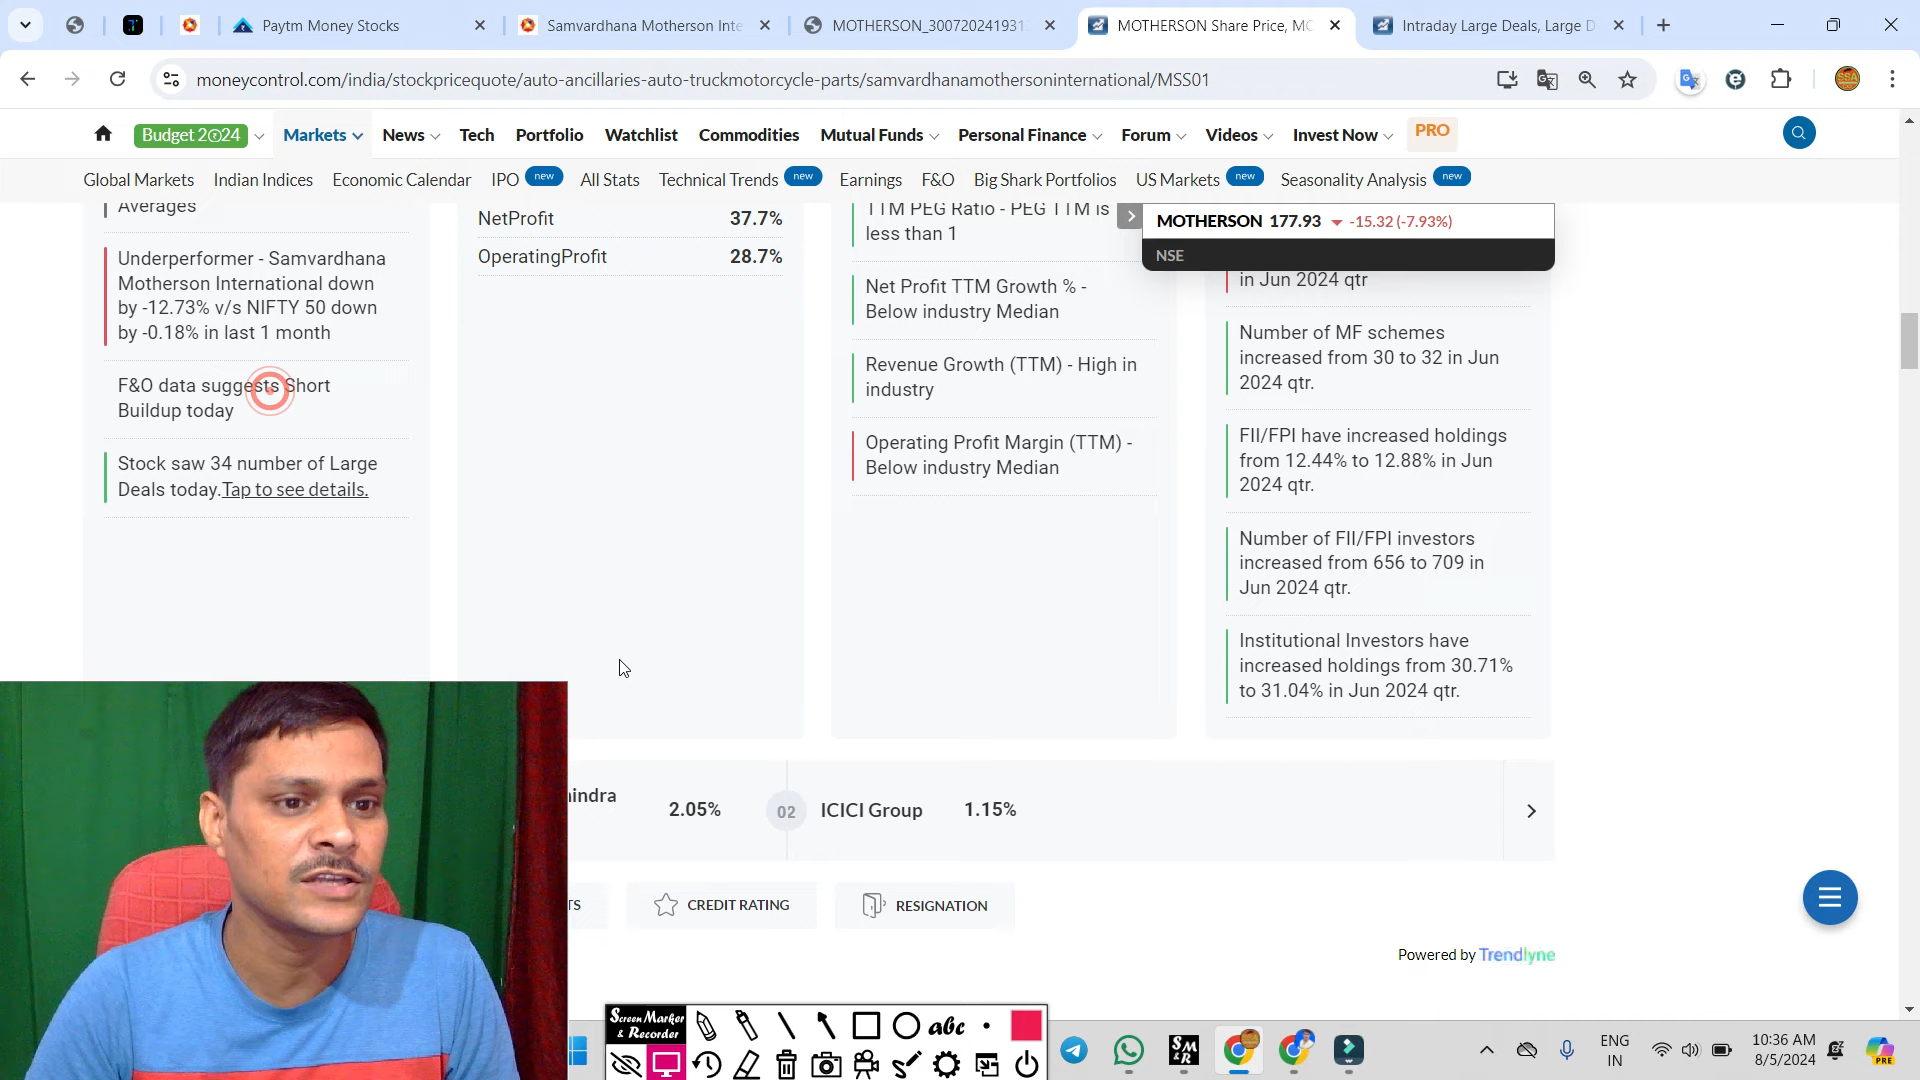 Paytm Money Stocks
Samvardhana Motherson Inte
MOTHERSON_300720241931
MOTHERSON Share Price, MO
Intraday Large Deals, Large D
moneycontrol.com/india/stockpricequote/auto-ancillaries-auto-truckmotorcycle-parts/samvardhanamothersoninternational/MSS01
Budget 2024
Markets
News
Tech
Portfolio
Watchlist
Commodities
Mutual Funds
Personal Finance
Forum
Videos
Invest Now
PRO
Global Markets
Indian Indices
Economic Calendar
IPO new
All Stats
Technical Trends new
Earnings
F&O
Big Shark Portfolios
US Markets new
Seasonality Analysis new
Averages
Underperformer - Samvardhana
Motherson International down
by -12.73% v/s NIFTY 50 down
by -0.18% in last 1 month
F&O data suggests Short
Buildup today
Stock saw 34 number of Large
Deals today.Tap to see details.
NetProfit 37.7%
OperatingProfit 28.7%
TTM PEG Ratio - PEG TTM is
less than 1
Net Profit TTM Growth % -
Below industry Median
Revenue Growth (TTM) - High in
industry
Operating Profit Margin (TTM) -
Below industry Median
MOTHERSON 177.93 -15.32 (-7.93%)
NSE
in Jun 2024 qtr
Number of MF schemes
increased from 30 to 32 in Jun
2024 qtr.
FII/FPI have increased holdings
from 12.44% to 12.88% in Jun
2024 qtr.
Number of FII/FPI investors
increased from 656 to 709 in
Jun 2024 qtr.
Institutional Investors have
increased holdings from 30.71%
to 31.04% in Jun 2024 qtr.
hindra 2.05%
02 ICICI Group 1.15%
TS
CREDIT RATING
RESIGNATION
Powered by Trendlyne
Screen Marker
& Recorder
abc
SM
&R
ENG
IN
10:36 AM
8/5/2024
PRE